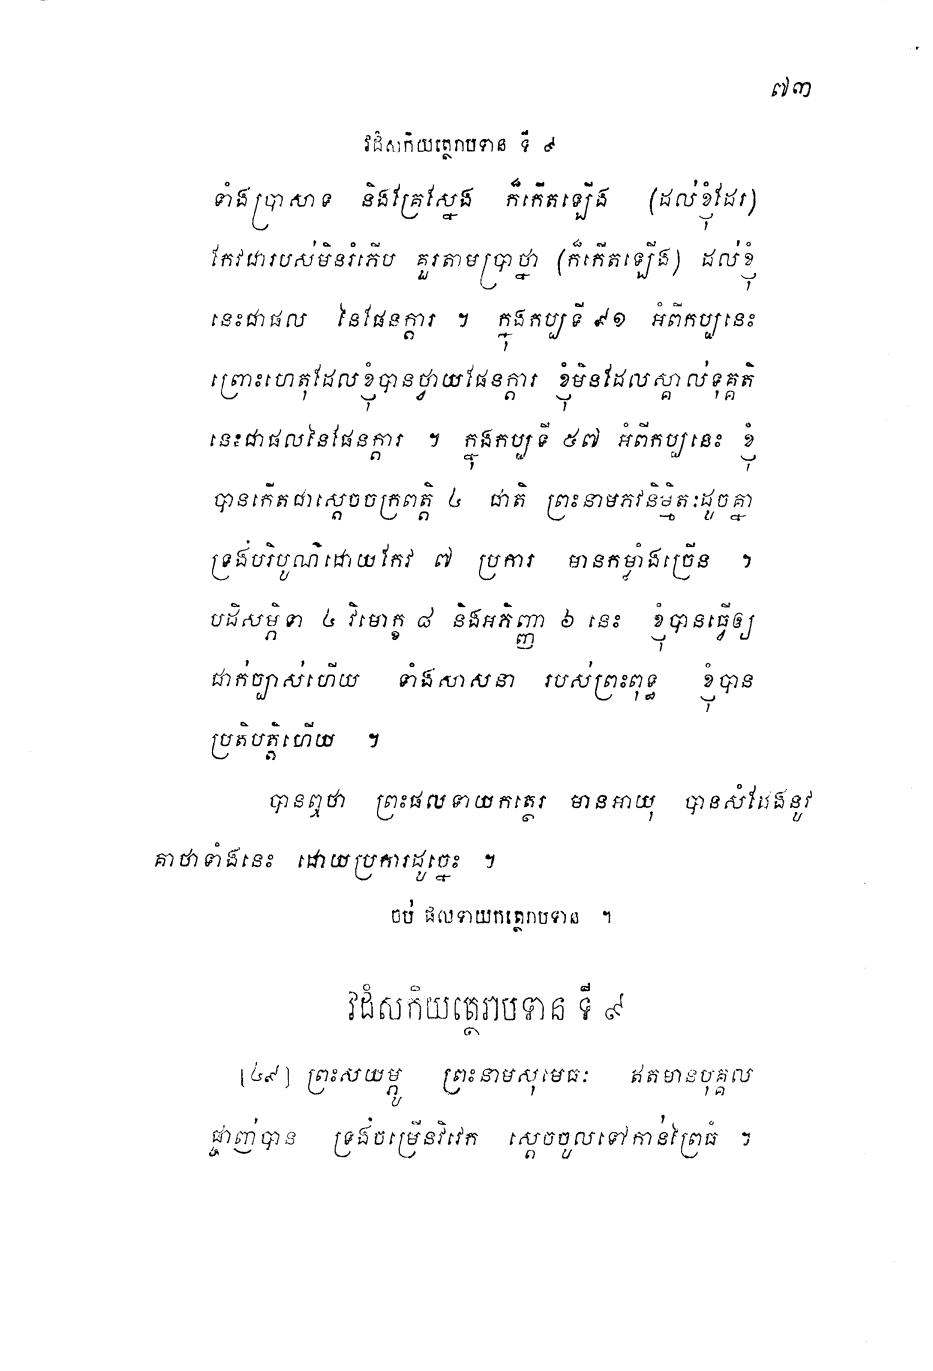 ៧៣
វដំសកិយត្ថេរាបទាន ទី ៩
ទាំងប្រាសាទ និងគ្រែស្នែង ក៏កើតឡើង (ដល់ខ្ញុំដែរ)
កែវជារបស់មិនរំភើប គួរតាមប្រាថ្នា (ក៏កើតឡើង) ដល់ខ្ញុំ
នេះជាផល នៃផែនក្តារ ។ ក្នុងកប្បទី ៩១ អំពីកប្បនេះ
ព្រោះហេតុដែលខ្ញុំបានថ្វាយផែនក្តារ ខ្ញុំមិនដែលស្គាល់ទុគ្គតិ
នេះជាផលនៃផែនក្តារ ។ ក្នុងកប្បទី ៥៧ អំពីកប្បនេះ ខ្ញុំ
បានកើតជាស្តេចចក្រពត្តិ ៤ ជាតិ ព្រះនាមភវនិម្មិតៈដូចគ្នា
ទ្រង់បរិបូណ៌ដោយកែវ ៧ ប្រការ មានកម្លាំងច្រើន ។
បដិសម្ភិទា ៤ វិមោក្ខ ៨ និងអភិញ្ញា ៦ នេះ ខ្ញុំបានធ្វើឲ្យ
ជាក់ច្បាស់ហើយ ទាំងសាសនា របស់ព្រះពុទ្ធ ខ្ញុំបាន
ប្រតិបត្តិហើយ ។
បានឮថា ព្រះផលទាយកត្ថេរ មានអាយុ បានសំដែងនូវ
គាថាទាំងនេះ ដោយប្រការដូច្នេះ ។
ចប់ ផលទាយកត្ថេរាបទាន ។
វដំសកិយត្ថេរាបទាន ទី ៩
[៤៩] ព្រះសយម្ភូ ព្រះនាមសុមេធៈ ឥតមានបុគ្គល
ផ្ចាញ់បាន ទ្រង់ចម្រើនវិវេក ស្តេចចូលទៅកាន់ព្រៃធំ ។